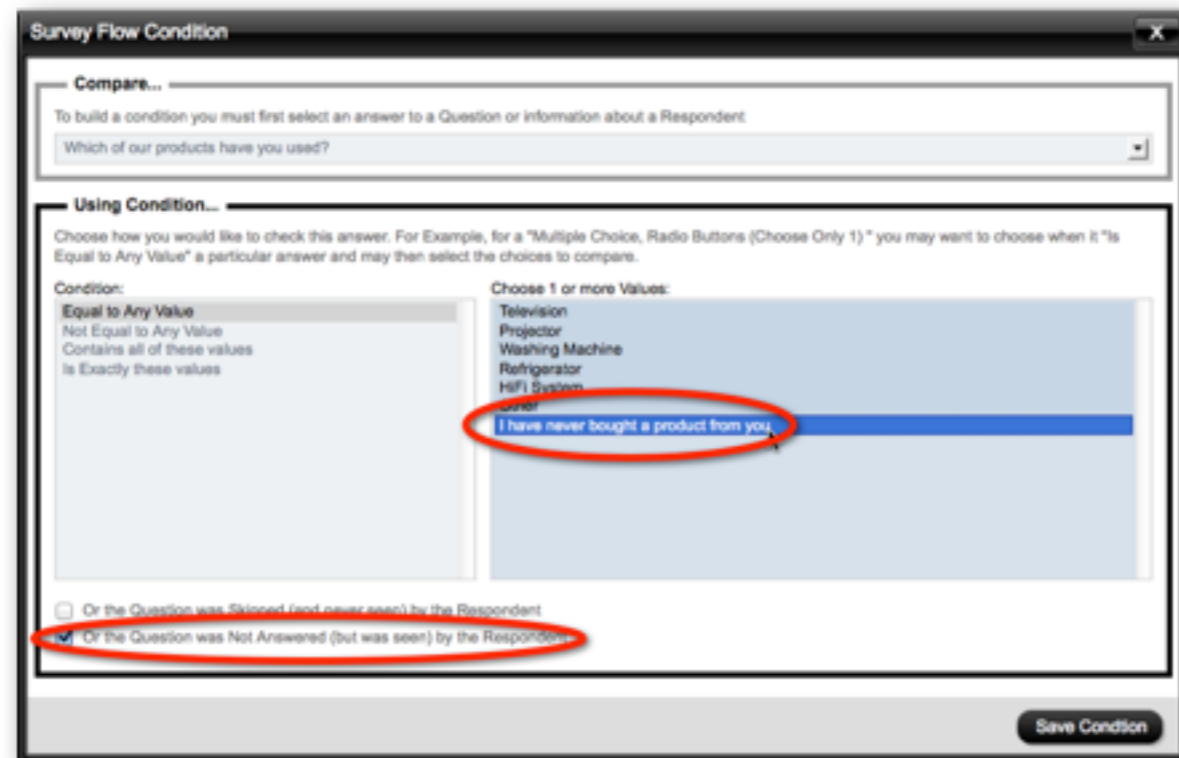 Survey Flow Condition
X
Compare...
To build a condition you must first select an answer to a Question or information about a Respondent
Which of our products have you used?
Using Condition...
Choose how you would like to check this answer. For Example, for a "Multiple Choice, Radio Buttons (Choose Only 1) " you may want to choose when it "Is
Equal to Any Value" a particular answer and may then select the choices to compare.
Condition:
Equal to Any Value
Not Equal to Any Value
Contains all of these values
Is Exactly these values
Choose 1 or more Values:
Television
Projector
Washing Machine
Refrigerator
HiFi System
Other
I have never bought a product from you
Or the Question was Skipped (and never seen) by the Respondent
Or the Question was Not Answered (but was seen) by the Respondent
Save Condtion